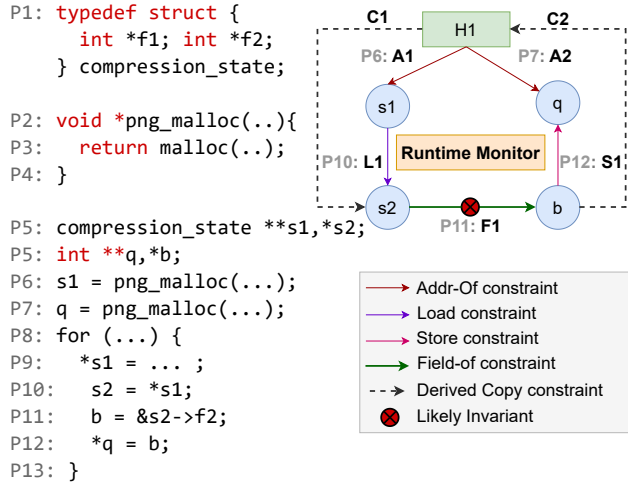 P1: typedef struct {
int *f1; int *f2;
} compression_state;
P2: void *png_malloc(..){
P3: return malloc(..);
P4: }
P5: compression_state **s1,*s2;
P5: int **q,*b;
P6: s1 = png_malloc(...);
P7: q = png_malloc(...);
P8: for (...) {
P9: *s1 = ... ;
P10: s2 = *s1;
P11: b = &s2->f2;
P12: *q = b;
P13: }
C1
H1
C2
P6: A1
P7: A2
s1
q
P10: L1
Runtime Monitor
P12: S1
s2
b
P11: F1
Addr-Of constraint
Load constraint
Store constraint
Field-of constraint
Derived Copy constraint
Likely Invariant